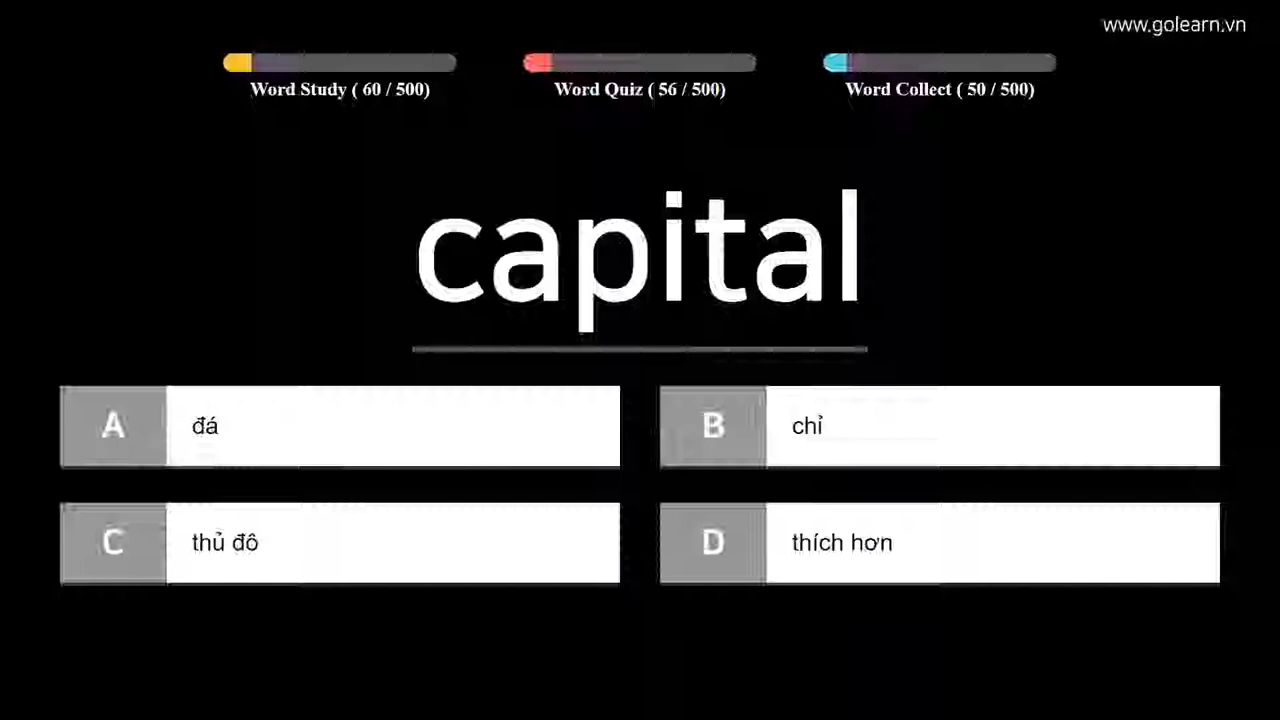 www.golearn.vn
Word Study ( 60 / 500)
Word Quiz ( 56 / 500)
Word Collect ( 50 / 500)
capital
A đá
B chỉ
C thủ đô
D thích hơn